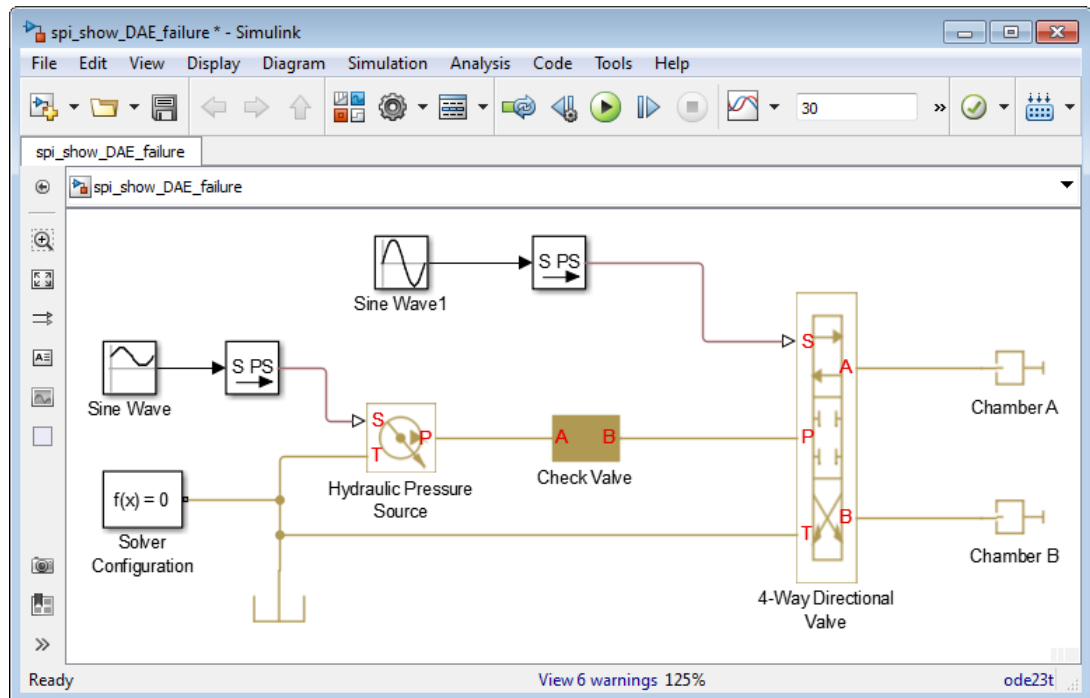 spi_show_DAE_failure * - Simulink
File Edit View Display Diagram Simulation Analysis Code Tools Help
30
»
spi_show_DAE_failure
spi_show_DAE_failure
Sine Wave1
S PS
Sine Wave
S PS
S
A
P
T
B
Chamber A
S
P
T
Hydraulic Pressure
Source
A B
Check Valve
f(x) = 0
Solver
Configuration
Chamber B
4-Way Directional
Valve
A
»
Ready View 6 warnings 125% ode23t